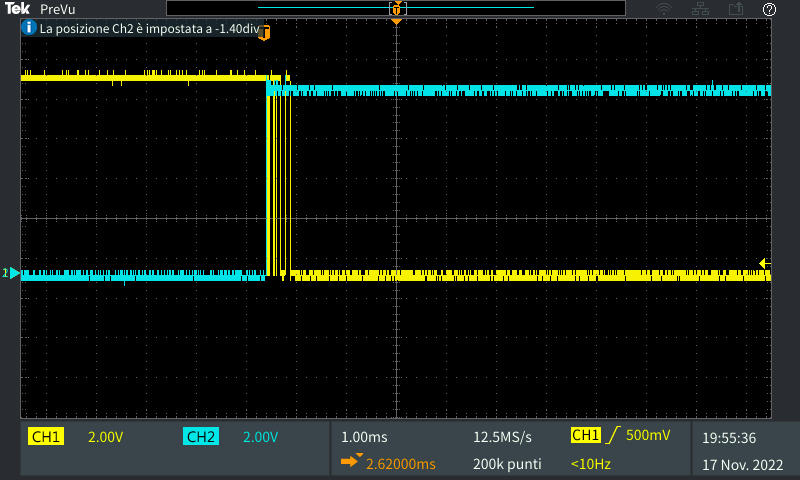 Tek PreVu
T
?
i La posizione Ch2 è impostata a -1.40div
T
2
CH1 2.00V CH2 2.00V 1.00ms 12.5MS/s CH1 500mV 19:55:36
2.62000ms 200k punti <10Hz 17 Nov. 2022